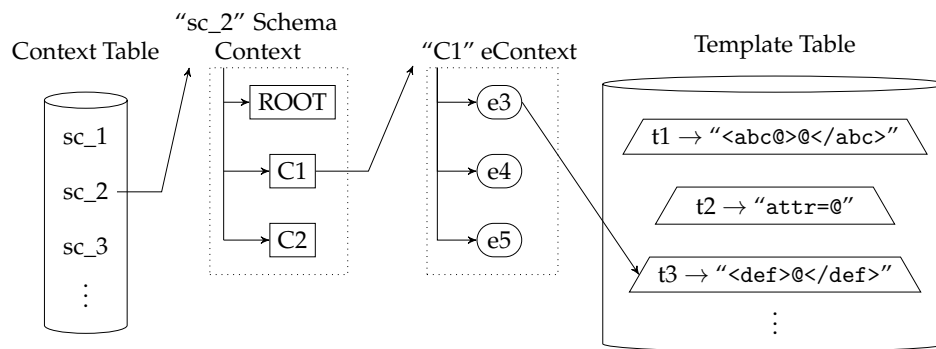 Context Table
sc_1
sc_2
sc_3
⋮
“sc_2” Schema
Context
ROOT
C1
C2
“C1” eContext
e3
e4
e5
Template Table
t1 → “<abc@>@</abc>”
t2 → “attr=@”
t3 → “<def>@</def>”
⋮